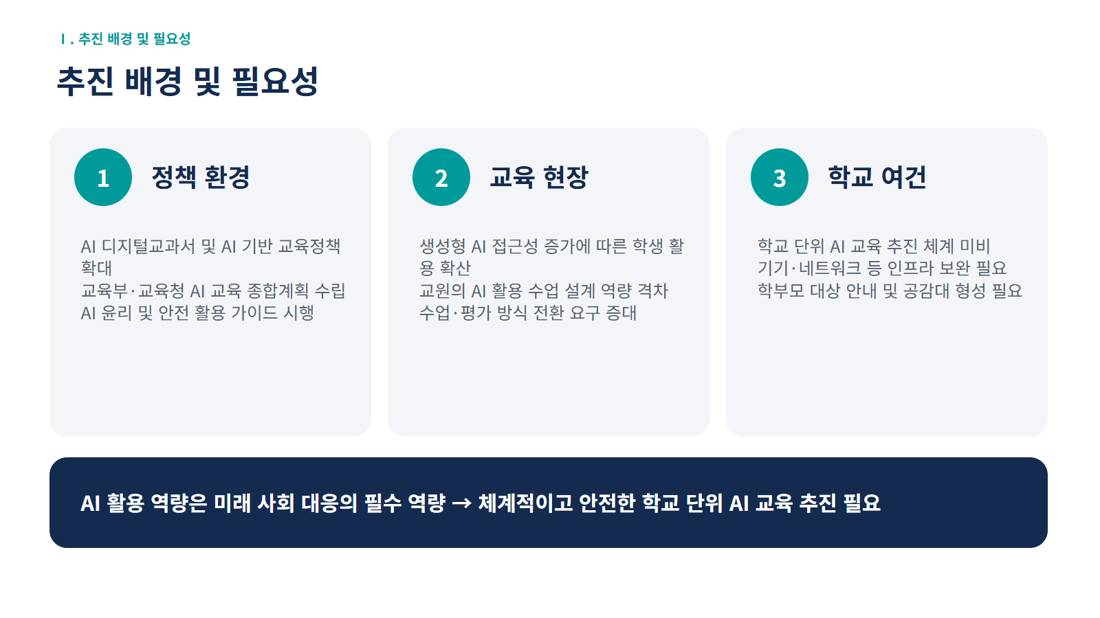 Ⅰ. 추진 배경 및 필요성
추진 배경 및 필요성
1
정책 환경
AI 디지털교과서 및 AI 기반 교육정책
확대
교육부·교육청 AI 교육 종합계획 수립
AI 윤리 및 안전 활용 가이드 시행
2
교육 현장
생성형 AI 접근성 증가에 따른 학생 활
용 확산
교원의 AI 활용 수업 설계 역량 격차
수업·평가 방식 전환 요구 증대
3
학교 여건
학교 단위 AI 교육 추진 체계 미비
기기·네트워크 등 인프라 보완 필요
학부모 대상 안내 및 공감대 형성 필요
AI 활용 역량은 미래 사회 대응의 필수 역량 → 체계적이고 안전한 학교 단위 AI 교육 추진 필요